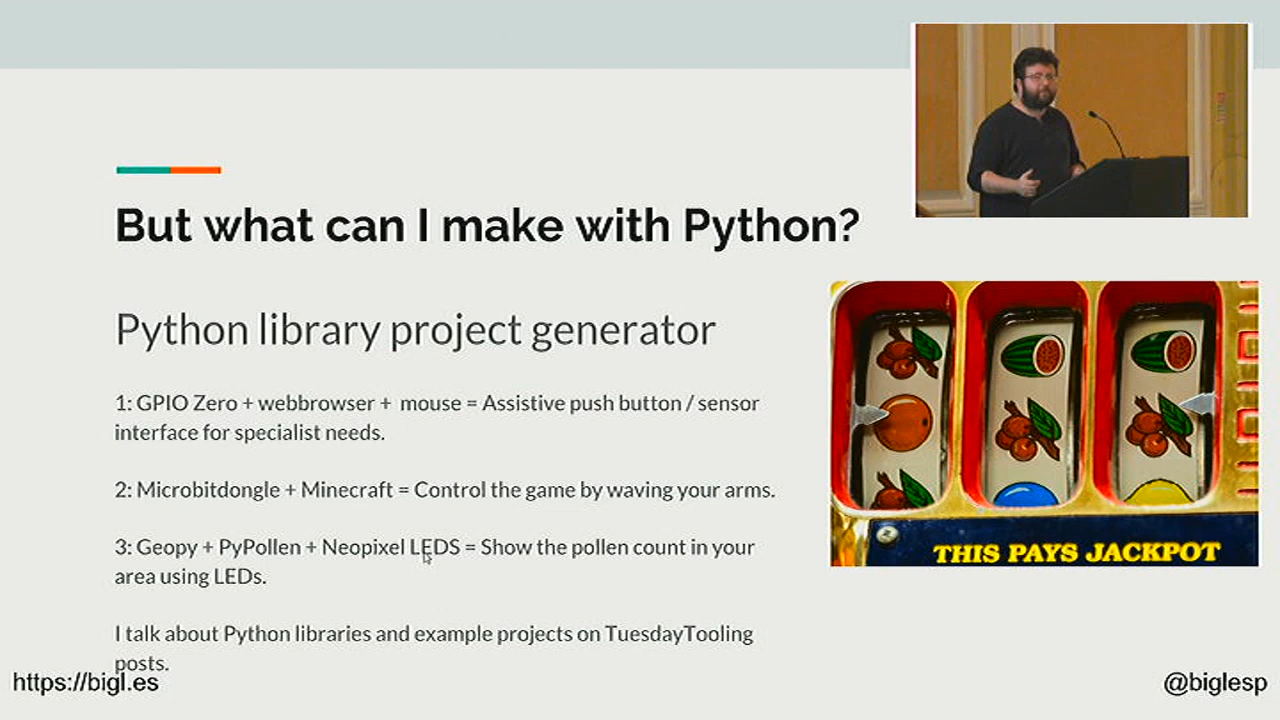 But what can I make with Python?
Python library project generator
1: GPIO Zero + webbrowser + mouse = Assistive push button / sensor
interface for specialist needs.
2: Microbitdongle + Minecraft = Control the game by waving your arms.
3: Geopy + PyPollen + Neopixel LEDS = Show the pollen count in your
area using LEDs.
THIS PAYS JACKPOT
I talk about Python libraries and example projects on TuesdayTooling
posts.
https://bigl.es
@biglesp